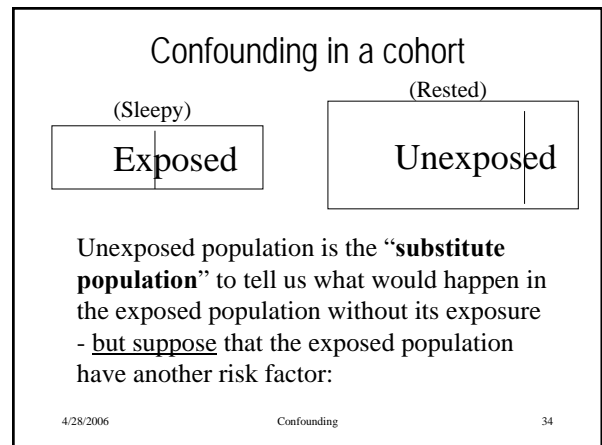 Confounding in a cohort
(Sleepy)
(Rested)
Exposed
Unexposed
Unexposed population is the “substitute
population” to tell us what would happen in
the exposed population without its exposure
- but suppose that the exposed population
have another risk factor:
4/28/2006
Confounding
34